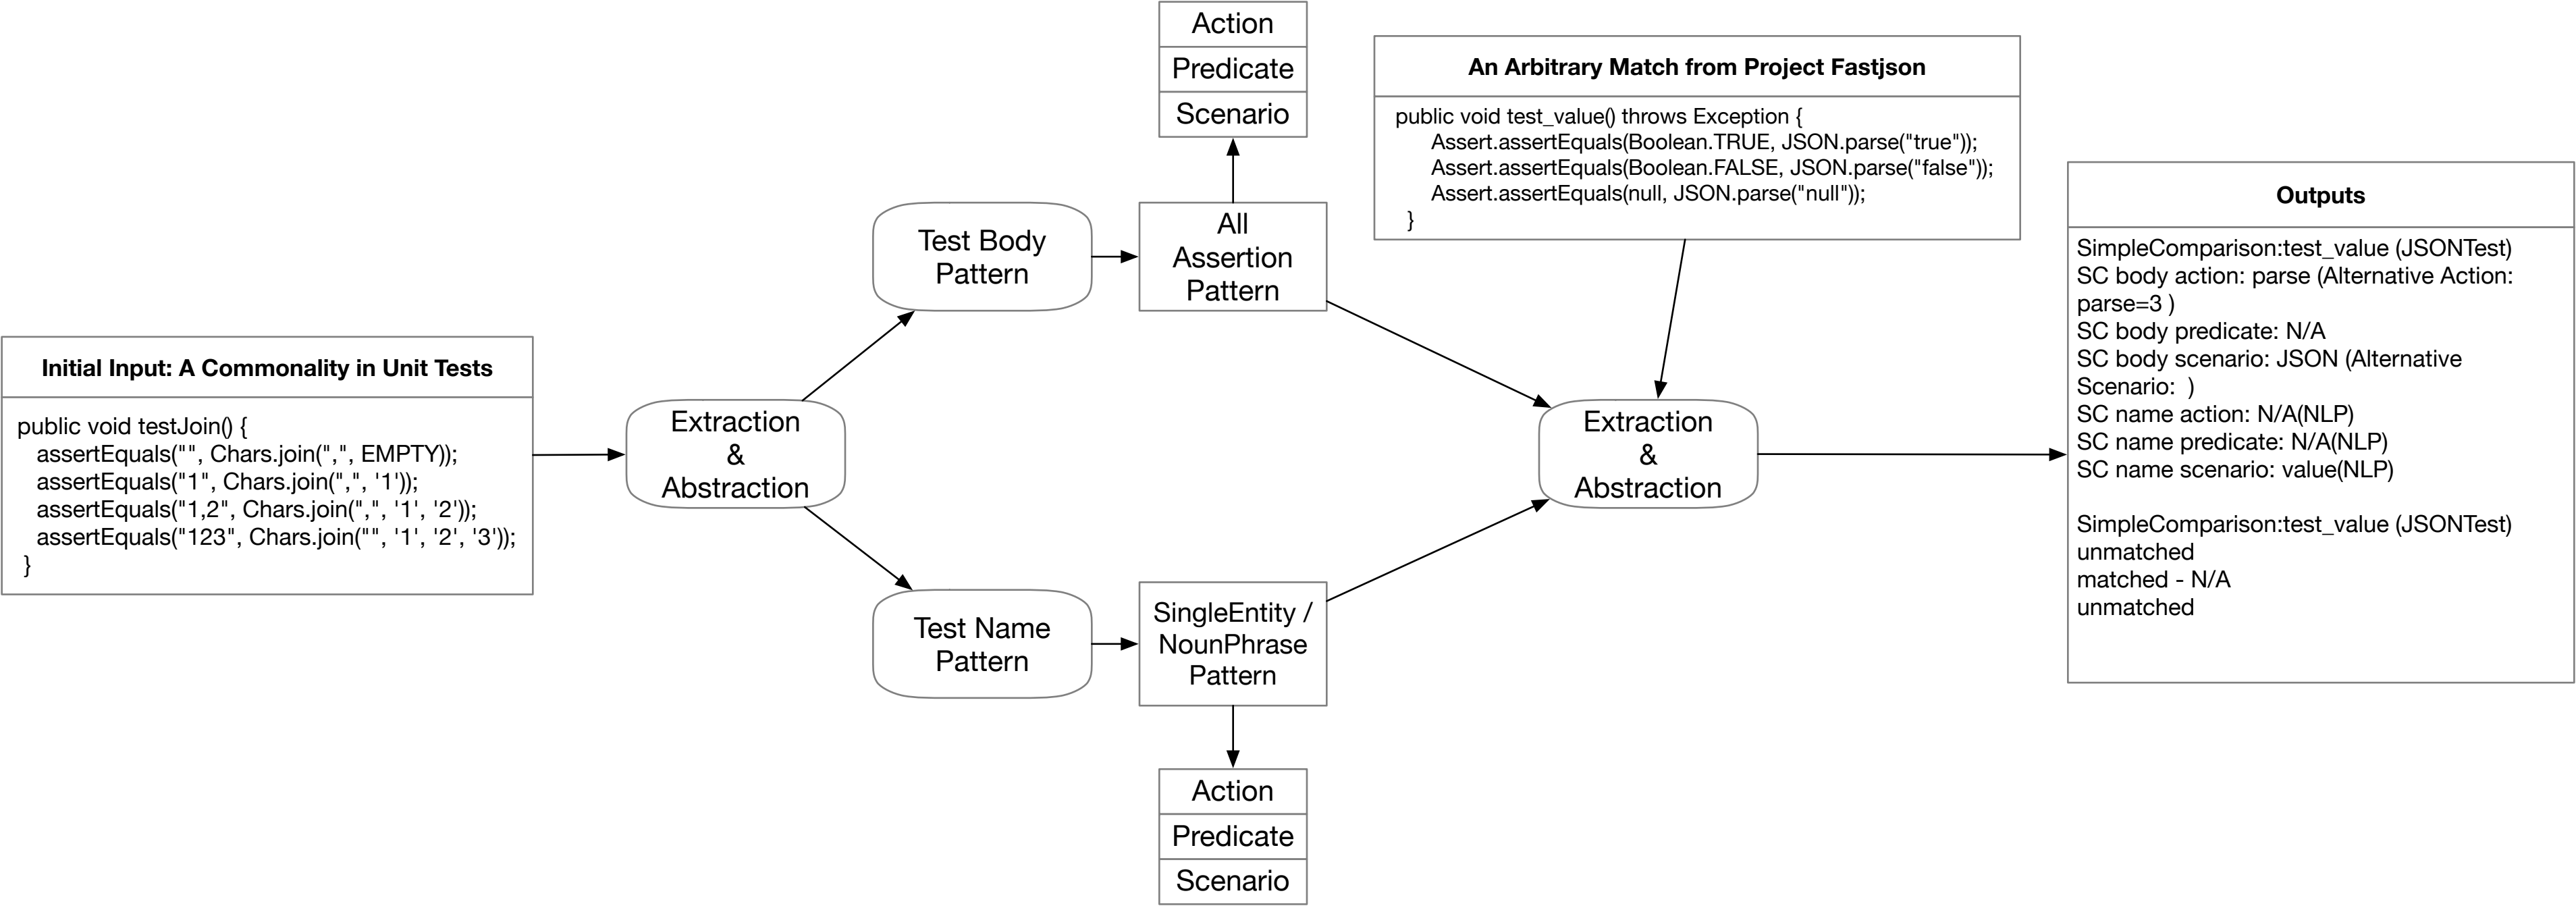 Initial Input: A Commonality in Unit Tests
public void testJoin() {
assertEquals("", Chars.join(",", EMPTY));
assertEquals("1", Chars.join(",", '1'));
assertEquals("1,2", Chars.join(",", '1', '2'));
assertEquals("123", Chars.join("", '1', '2', '3'));
}
Extraction
&
Abstraction
Test Body
Pattern
All
Assertion
Pattern
Action
Predicate
Scenario
Test Name
Pattern
SingleEntity /
NounPhrase
Pattern
Action
Predicate
Scenario
An Arbitrary Match from Project Fastjson
public void test_value() throws Exception {
Assert.assertEquals(Boolean.TRUE, JSON.parse("true"));
Assert.assertEquals(Boolean.FALSE, JSON.parse("false"));
Assert.assertEquals(null, JSON.parse("null"));
}
Extraction
&
Abstraction
Outputs
SimpleComparison:test_value (JSONTest)
SC body action: parse (Alternative Action:
parse=3 )
SC body predicate: N/A
SC body scenario: JSON (Alternative
Scenario:  )
SC name action: N/A(NLP)
SC name predicate: N/A(NLP)
SC name scenario: value(NLP)
SimpleComparison:test_value (JSONTest)
unmatched
matched - N/A
unmatched